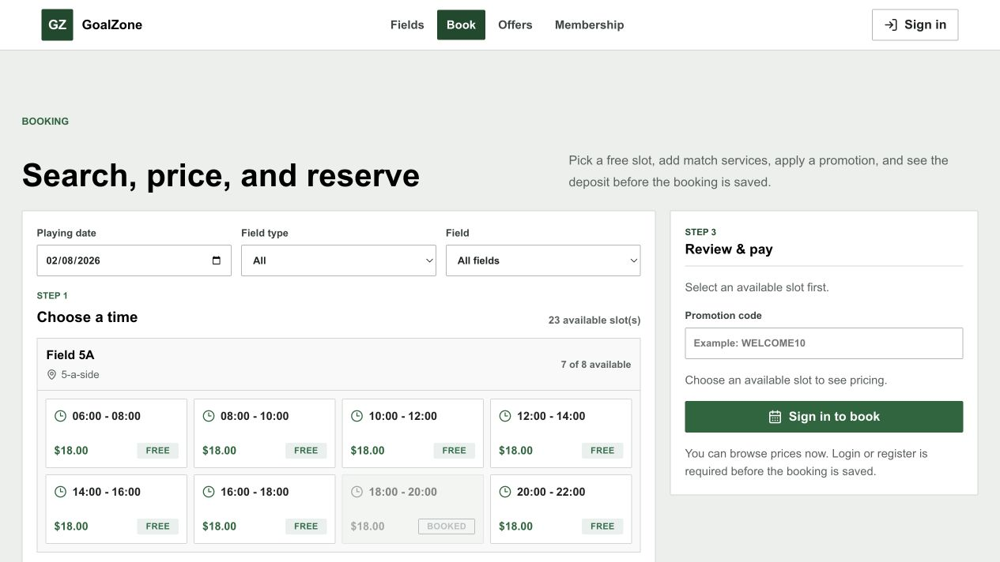 GZ GoalZone
Fields Book Offers Membership
Sign in
BOOKING
Search, price, and reserve
Pick a free slot, add match services, apply a promotion, and see the
deposit before the booking is saved.
Playing date
02/08/2026
Field type
All
Field
All fields
STEP 1
Choose a time
23 available slot(s)
Field 5A
5-a-side
7 of 8 available
06:00 - 08:00
$18.00 FREE
08:00 - 10:00
$18.00 FREE
10:00 - 12:00
$18.00 FREE
12:00 - 14:00
$18.00 FREE
14:00 - 16:00
$18.00 FREE
16:00 - 18:00
$18.00 FREE
18:00 - 20:00
$18.00 BOOKED
20:00 - 22:00
$18.00 FREE
STEP 3
Review & pay
Select an available slot first.
Promotion code
Example: WELCOME10
Choose an available slot to see pricing.
Sign in to book
You can browse prices now. Login or register is
required before the booking is saved.